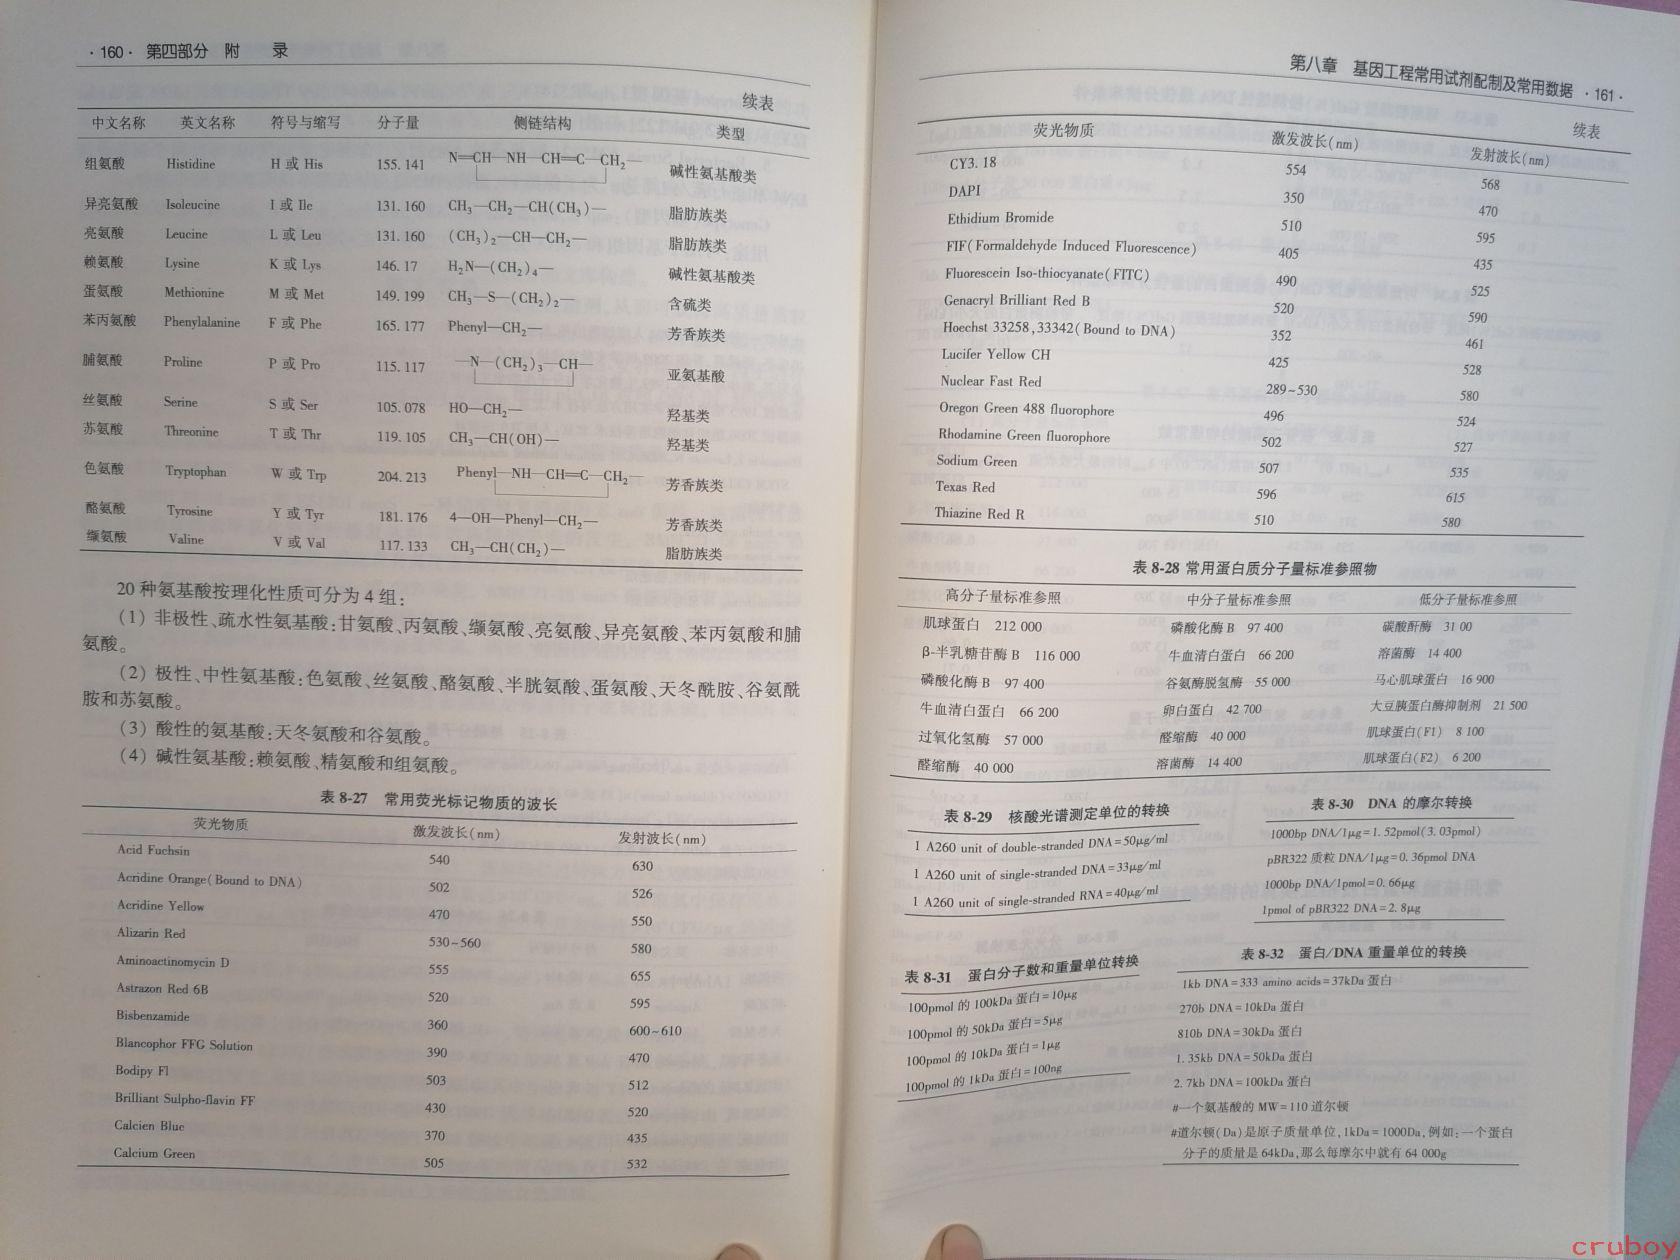 · 160 · 第四部分 附 录
续表
中文名称 英文名称 符号与缩写 分子量 侧链结构 类型
组氨酸 Histidine H 或 His 155. 141 N═CH—NH—CH═C—CH₂— 碱性氨基酸类
异亮氨酸 Isoleucine I 或 Ile 131. 160 CH₃—CH₂—CH(CH₃)— 脂肪族类
亮氨酸 Leucine L 或 Leu 131. 160 (CH₃)₂—CH—CH₂— 脂肪族类
赖氨酸 Lysine K 或 Lys 146. 17 H₂N—(CH₂)₄— 碱性氨基酸类
蛋氨酸 Methionine M 或 Met 149. 199 CH₃—S—(CH₂)₂— 含硫类
苯丙氨酸 Phenylalanine F 或 Phe 165. 177 Phenyl—CH₂— 芳香族类
脯氨酸 Proline P 或 Pro 115. 117 —N—(CH₂)₃—CH— 亚氨基酸
丝氨酸 Serine S 或 Ser 105. 078 HO—CH₂— 羟基类
苏氨酸 Threonine T 或 Thr 119. 105 CH₃—CH(OH)— 羟基类
色氨酸 Tryptophan W 或 Trp 204. 213 Phenyl—NH—CH═C—CH₂— 芳香族类
酪氨酸 Tyrosine Y 或 Tyr 181. 176 4—OH—Phenyl—CH₂— 芳香族类
缬氨酸 Valine V 或 Val 117. 133 CH₃—CH(CH₂)— 脂肪族类
20 种氨基酸按理化性质可分为 4 组:
(1) 非极性、疏水性氨基酸:甘氨酸、丙氨酸、缬氨酸、亮氨酸、异亮氨酸、苯丙氨酸和脯
氨酸。
(2) 极性、中性氨基酸:色氨酸、丝氨酸、酪氨酸、半胱氨酸、蛋氨酸、天冬酰胺、谷氨酰
胺和苏氨酸。
(3) 酸性的氨基酸:天冬氨酸和谷氨酸。
(4) 碱性氨基酸:赖氨酸、精氨酸和组氨酸。
表 8-27 常用荧光标记物质的波长
荧光物质 激发波长(nm) 发射波长(nm)
Acid Fuchsin 540 630
Acridine Orange(Bound to DNA) 502 526
Acridine Yellow 470 550
Alizarin Red 530~560 580
Aminoactinomycin D 555 655
Astrazon Red 6B 520 595
Bisbenzamide 360 600~610
Blancophor FFG Solution 390 470
Bodipy Fl 503 512
Brilliant Sulpho-flavin FF 430 520
Calcien Blue 370 435
Calcium Green 505 532
第八章 基因工程常用试剂配制及常用数据 · 161 ·
续表
荧光物质 激发波长(nm) 发射波长(nm)
CY3. 18 554 568
DAPI 350 470
Ethidium Bromide 510 595
FIF(Formaldehyde Induced Fluorescence) 405 435
Fluorescein Iso-thiocyanate(FITC) 490 525
Genacryl Brilliant Red B 520 590
Hoechst 33258,33342(Bound to DNA) 352 461
Lucifer Yellow CH 425 528
Nuclear Fast Red 289~530 580
Oregon Green 488 fluorophore 496 524
Rhodamine Green fluorophore 502 527
Sodium Green 507 535
Texas Red 596 615
Thiazine Red R 510 580
表 8-28 常用蛋白质分子量标准参照物
高分子量标准参照 中分子量标准参照 低分子量标准参照
肌球蛋白 212 000 磷酸化酶 B 97 400 碳酸酐酶 31 00
β-半乳糖苷酶 B 116 000 牛血清白蛋白 66 200 溶菌酶 14 400
磷酸化酶 B 97 400 谷氨酸脱氢酶 55 000 马心肌球蛋白 16 900
牛血清白蛋白 66 200 卵白蛋白 42 700 大豆胰蛋白酶抑制剂 21 500
过氧化氢酶 57 000 醛缩酶 40 000 肌球蛋白(F1) 8 100
醛缩酶 40 000 溶菌酶 14 400 肌球蛋白(F2) 6 200
表 8-29 核酸光谱测定单位的转换
1 A260 unit of double-stranded DNA=50μg/ml
1 A260 unit of single-stranded DNA=33μg/ml
1 A260 unit of single-stranded RNA=40μg/ml
表 8-30 DNA 的摩尔转换
1000bp DNA/1μg=1. 52pmol(3. 03pmol)
pBR322 质粒 DNA/1μg=0. 36pmol DNA
1000bp DNA/1pmol=0. 66μg
1pmol of pBR322 DNA=2. 8μg
表 8-31 蛋白分子数和重量单位转换
100pmol 的 100kDa 蛋白=10μg
100pmol 的 50kDa 蛋白=5μg
100pmol 的 10kDa 蛋白=1μg
100pmol 的 1kDa 蛋白=100ng
表 8-32 蛋白/DNA 重量单位的转换
1kb DNA=333 amino acids=37kDa 蛋白
270b DNA=10kDa 蛋白
810b DNA=30kDa 蛋白
1. 35kb DNA=50kDa 蛋白
2. 7kb DNA=100kDa 蛋白
#一个氨基酸的 MW=110 道尔顿
#道尔顿(Da)是原子质量单位,1kDa=1000Da,例如:一个蛋白
分子的质量是 64kDa,那么每摩尔中就有 64 000g
cruboy